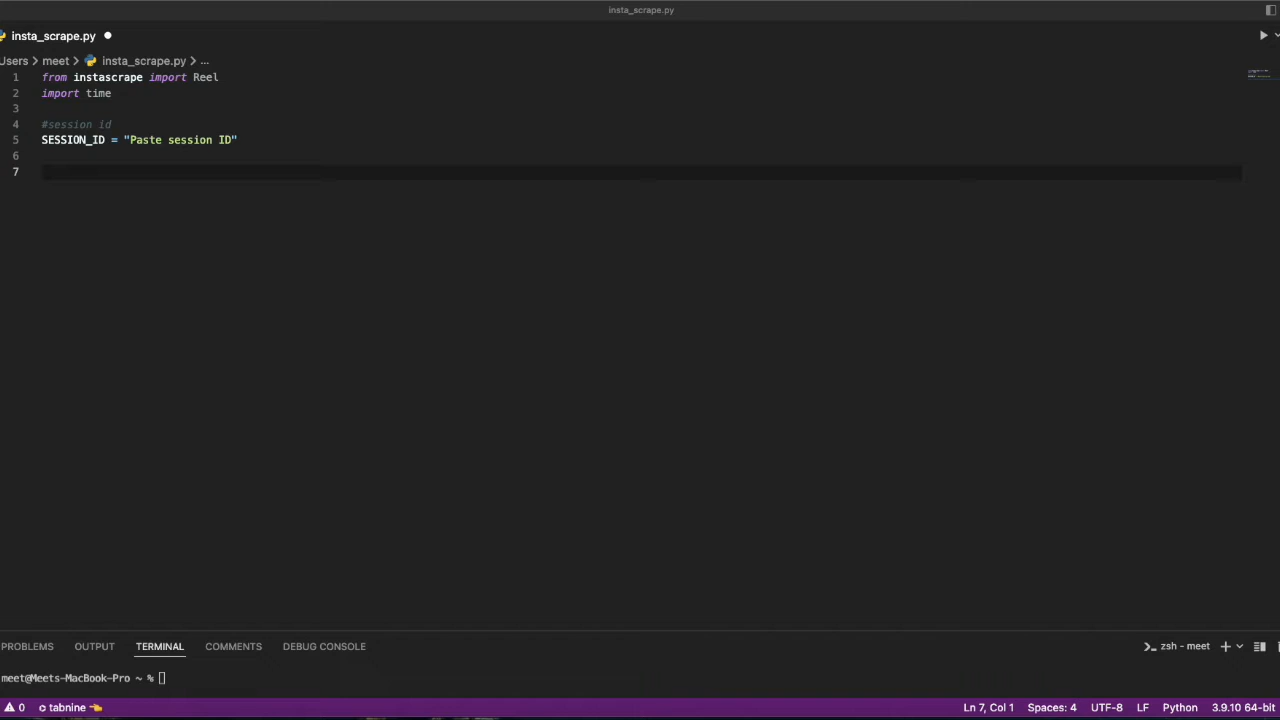 insta_scrape.py
insta_scrape.py
Users > meet > insta_scrape.py > ...
1 from instascrape import Reel
2 import time
3
4 #session id
5 SESSION_ID = "Paste session ID"
6
7
PROBLEMS OUTPUT TERMINAL COMMENTS DEBUG CONSOLE zsh - meet
meet@Meets-MacBook-Pro ~ %
0 tabnine Ln 7, Col 1 Spaces: 4 UTF-8 LF Python 3.9.10 64-bit